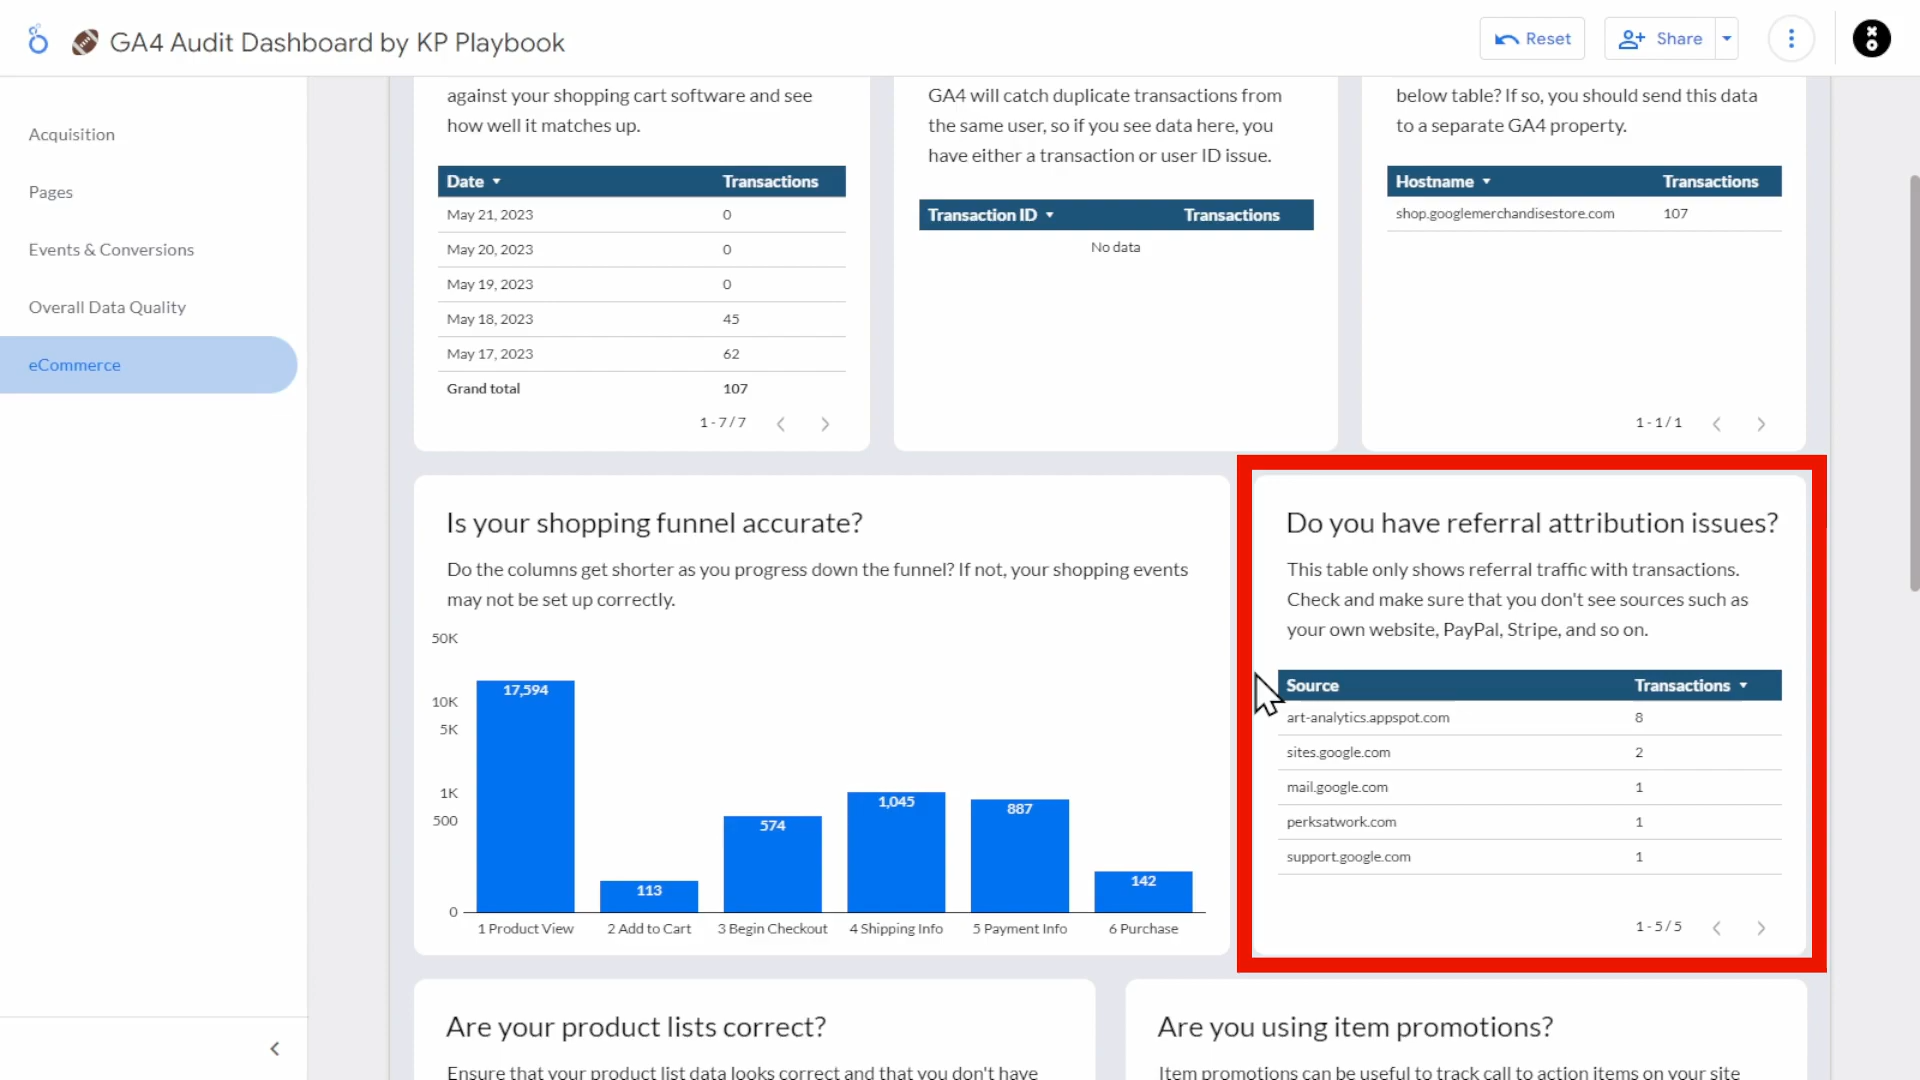 GA4 Audit Dashboard by KP Playbook
Reset
Share
Acquisition
Pages
Events & Conversions
Overall Data Quality
eCommerce
against your shopping cart software and see
how well it matches up.
Date Transactions
May 21, 2023 0
May 20, 2023 0
May 19, 2023 0
May 18, 2023 45
May 17, 2023 62
Grand total 107
1 - 7 / 7
GA4 will catch duplicate transactions from
the same user, so if you see data here, you
have either a transaction or user ID issue.
Transaction ID Transactions
No data
below table? If so, you should send this data
to a separate GA4 property.
Hostname Transactions
shop.googlemerchandisestore.com 107
1 - 1 / 1
Is your shopping funnel accurate?
Do the columns get shorter as you progress down the funnel? If not, your shopping events
may not be set up correctly.
50K
10K
5K
1K
500
0
17,594
113
574
1,045
887
142
1 Product View 2 Add to Cart 3 Begin Checkout 4 Shipping Info 5 Payment Info 6 Purchase
Do you have referral attribution issues?
This table only shows referral traffic with transactions.
Check and make sure that you don't see sources such as
your own website, PayPal, Stripe, and so on.
Source Transactions
art-analytics.appspot.com 8
sites.google.com 2
mail.google.com 1
perksatwork.com 1
support.google.com 1
1 - 5 / 5
Are your product lists correct?
Ensure that your product list data looks correct and that you don't have
Are you using item promotions?
Item promotions can be useful to track call to action items on your site